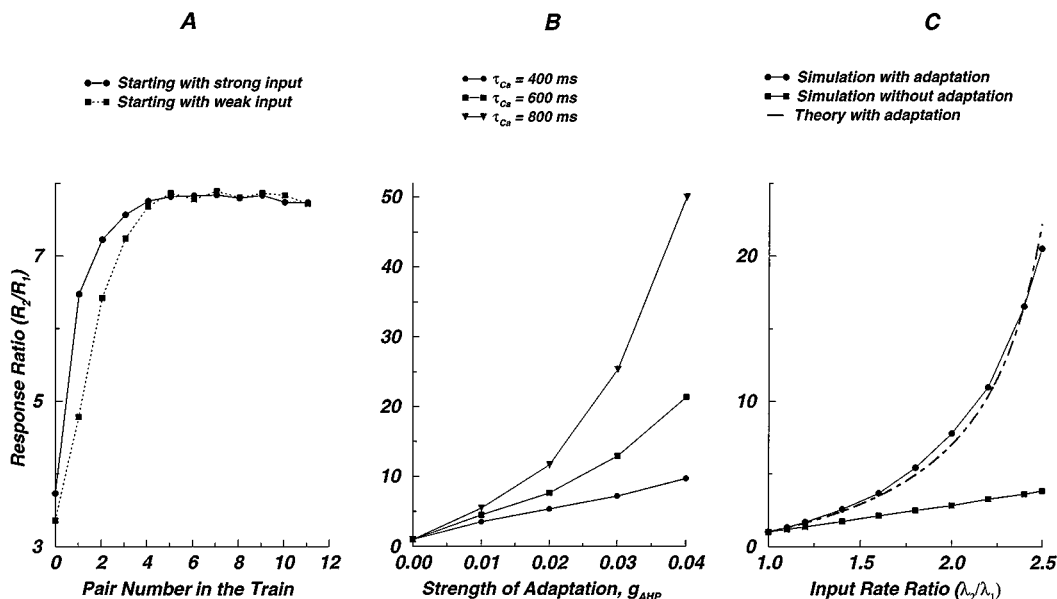 A
B
C
Starting with strong input
Starting with weak input
τCa = 400 ms
τCa = 600 ms
τCa = 800 ms
Simulation with adaptation
Simulation without adaptation
Theory with adaptation
Response Ratio (R2/R1)
7
5
3
0 2 4 6 8 10 12
Pair Number in the Train
50
40
30
20
10
0
0.00 0.01 0.02 0.03 0.04
Strength of Adaptation, gAHP
20
10
0
1.0 1.5 2.0 2.5
Input Rate Ratio (λ2/λ1)